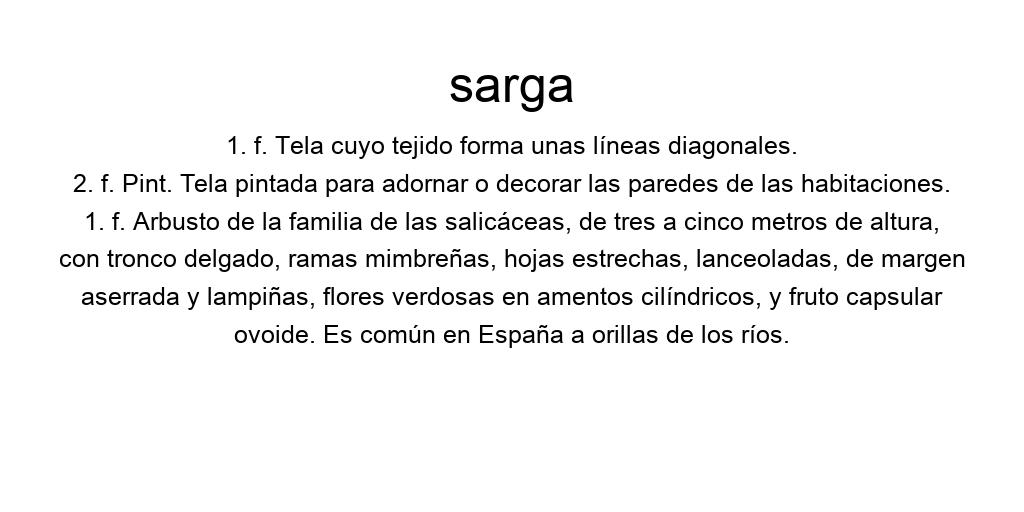 sarga
1. f. Tela cuyo tejido forma unas líneas diagonales.
2. f. Pint. Tela pintada para adornar o decorar las paredes de las habitaciones.
1. f. Arbusto de la familia de las salicáceas, de tres a cinco metros de altura,
con tronco delgado, ramas mimbreñas, hojas estrechas, lanceoladas, de margen
aserrada y lampiñas, flores verdosas en amentos cilíndricos, y fruto capsular
ovoide. Es común en España a orillas de los ríos.